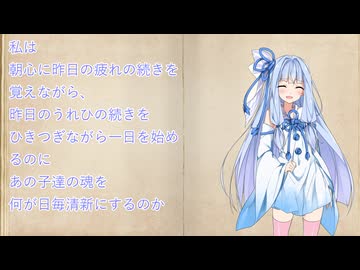 私は
朝心に昨日の疲れの続きを
覚えながら、
昨日のうれひの続きを
ひきつぎながら一日を始め
るのに
あの子達の魂を
何が日毎清新にするのか